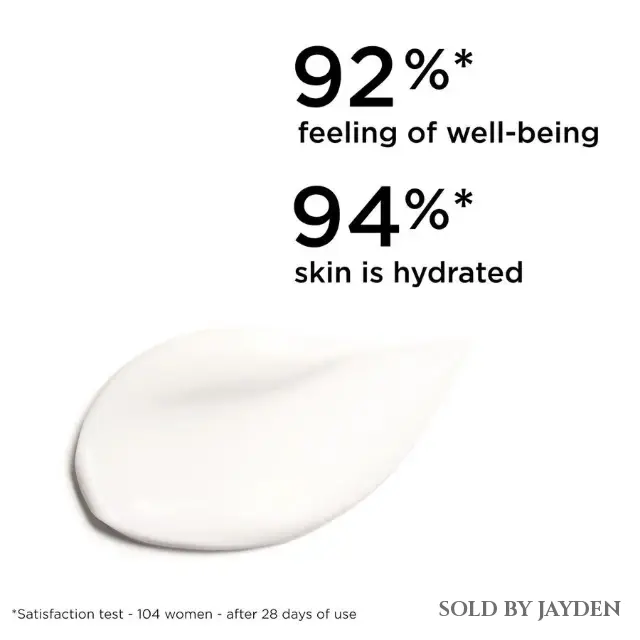 92%*
feeling of well-being
94%*
skin is hydrated
*Satisfaction test - 104 women - after 28 days of use
SOLD BY JAYDEN